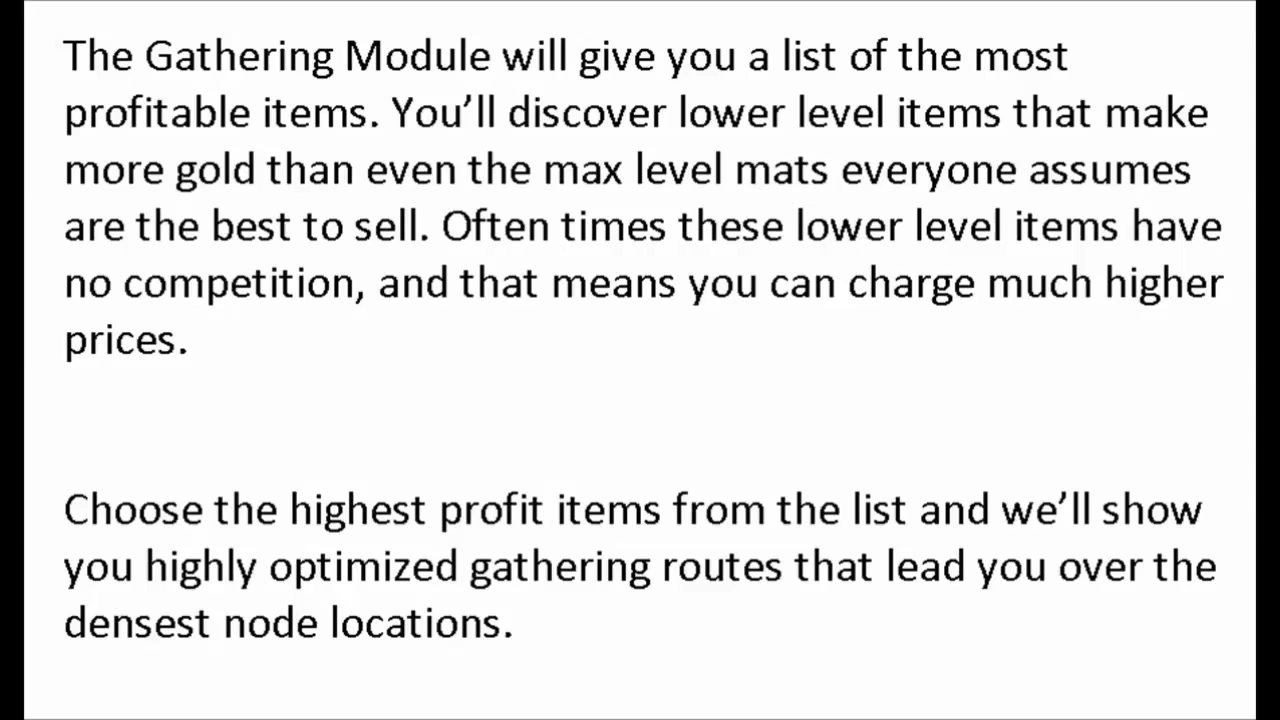 The Gathering Module will give you a list of the most
profitable items. You’ll discover lower level items that make
more gold than even the max level mats everyone assumes
are the best to sell. Often times these lower level items have
no competition, and that means you can charge much higher
prices.
Choose the highest profit items from the list and we’ll show
you highly optimized gathering routes that lead you over the
densest node locations.